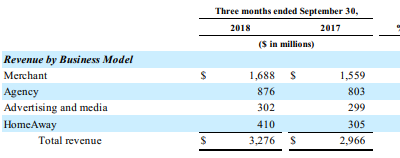 Three months ended September 30,
2018 2017
($ in millions)
Revenue by Business Model
Merchant $ 1,688 $ 1,559
Agency 876 803
Advertising and media 302 299
HomeAway 410 305
Total revenue $ 3,276 $ 2,966